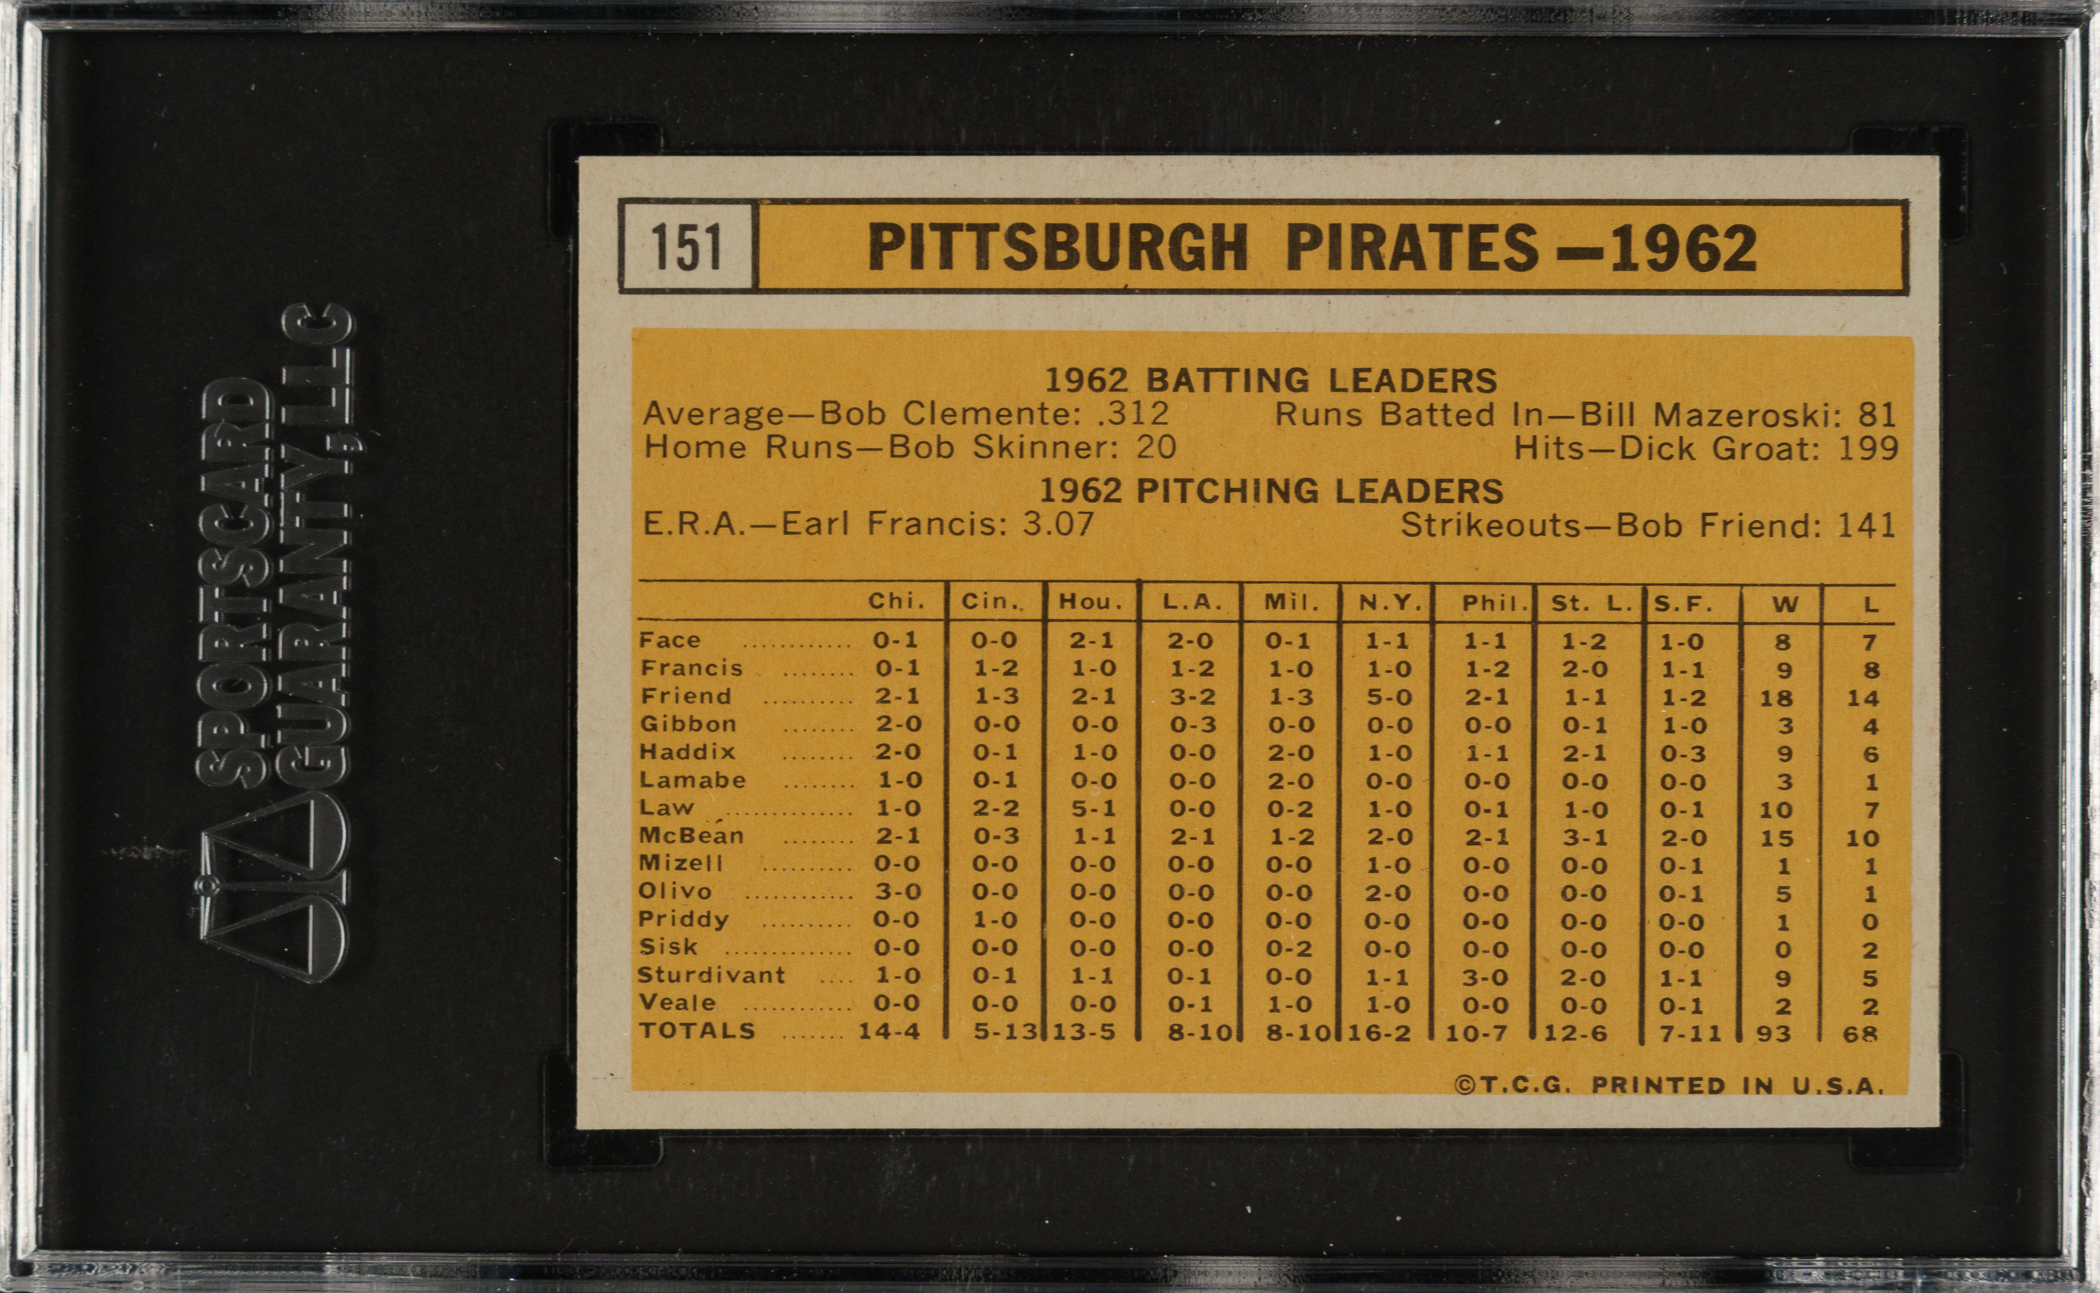 SPORTSCARD
GUARANTY, LLC
151 PITTSBURGH PIRATES—1962
1962 BATTING LEADERS
Average—Bob Clemente: .312 Runs Batted In—Bill Mazeroski: 81
Home Runs—Bob Skinner: 20 Hits—Dick Groat: 199
1962 PITCHING LEADERS
E.R.A.—Earl Francis: 3.07 Strikeouts—Bob Friend: 141
Chi. Cin. Hou. L.A. Mil. N.Y. Phil. St. L. S.F. W L
Face ............ 0-1 0-0 2-1 2-0 0-1 1-1 1-1 1-2 1-0 8 7
Francis ........ 0-1 1-2 1-0 1-2 1-0 1-0 1-2 2-0 1-1 9 8
Friend .......... 2-1 1-3 2-1 3-2 1-3 5-0 2-1 1-1 1-2 18 14
Gibbon ........ 2-0 0-0 0-0 0-3 0-0 0-0 0-0 0-1 1-0 3 4
Haddix ........ 2-0 0-1 1-0 0-0 2-0 1-0 1-1 2-1 0-3 9 6
Lamabe ........ 1-0 0-1 0-0 0-0 2-0 0-0 0-0 0-0 0-0 3 1
Law .............. 1-0 2-2 5-1 0-0 0-2 1-0 0-1 1-0 0-1 10 7
McBean ........ 2-1 0-3 1-1 2-1 1-2 2-0 2-1 3-1 2-0 15 10
Mizell .......... 0-0 0-0 0-0 0-0 0-0 1-0 0-0 0-0 0-1 1 1
Olivo ............ 3-0 0-0 0-0 0-0 0-0 2-0 0-0 0-0 0-1 5 1
Priddy .......... 0-0 1-0 0-0 0-0 0-0 0-0 0-0 0-0 0-0 1 0
Sisk .............. 0-0 0-0 0-0 0-0 0-2 0-0 0-0 0-0 0-0 0 2
Sturdivant .... 1-0 0-1 1-1 0-1 0-0 1-1 3-0 2-0 1-1 9 5
Veale ............ 0-0 0-0 0-0 0-1 1-0 1-0 0-0 0-0 0-1 2 2
TOTALS ....... 14-4 5-13 13-5 8-10 8-10 16-2 10-7 12-6 7-11 93 68
©T.C.G. PRINTED IN U.S.A.